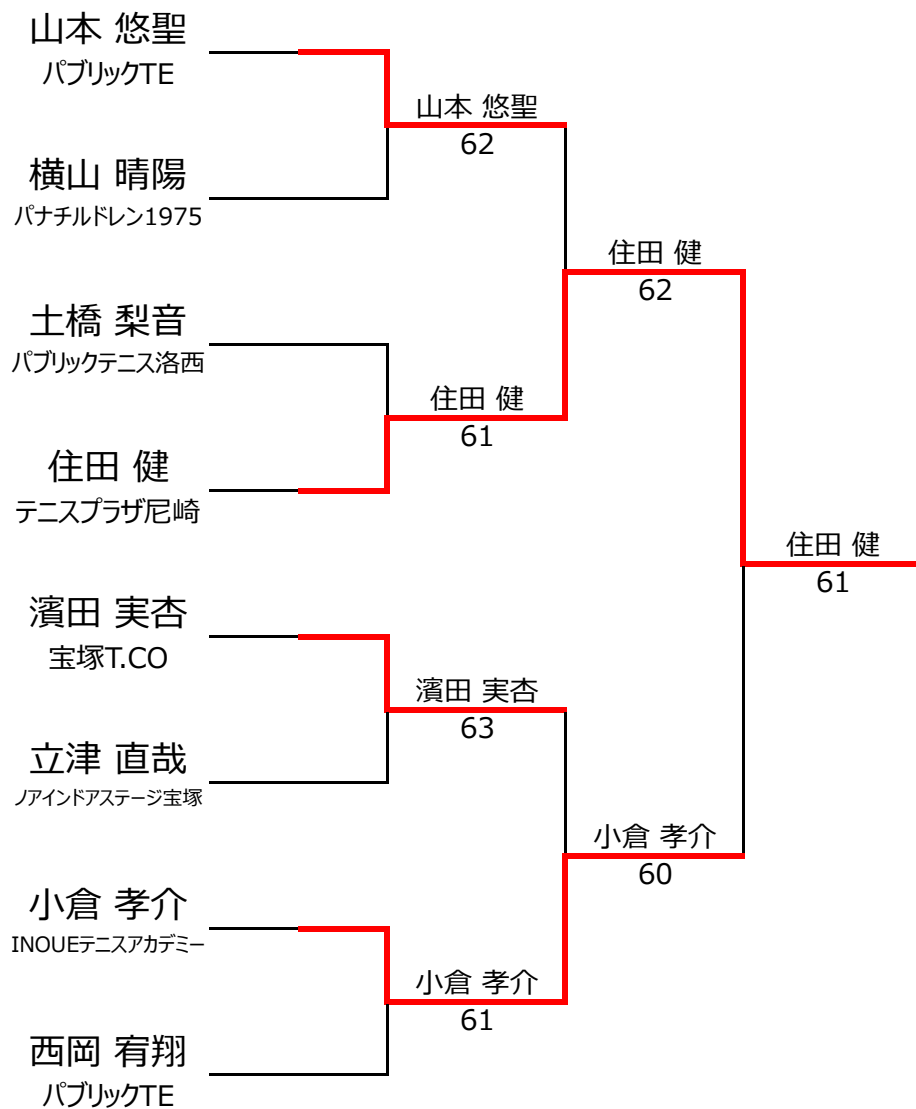 山本 悠聖
パブリックTE
横山 晴陽
パナチルドレン1975
土橋 梨音
パブリックテニス洛西
住田 健
テニスプラザ尼崎
濱田 実杏
宝塚T.CO
立津 直哉
ノアインドアステージ宝塚
小倉 孝介
INOUEテニスアカデミー
西岡 宥翔
パブリックTE
山本 悠聖
62
住田 健
61
濱田 実杏
63
小倉 孝介
61
住田 健
62
小倉 孝介
60
住田 健
61